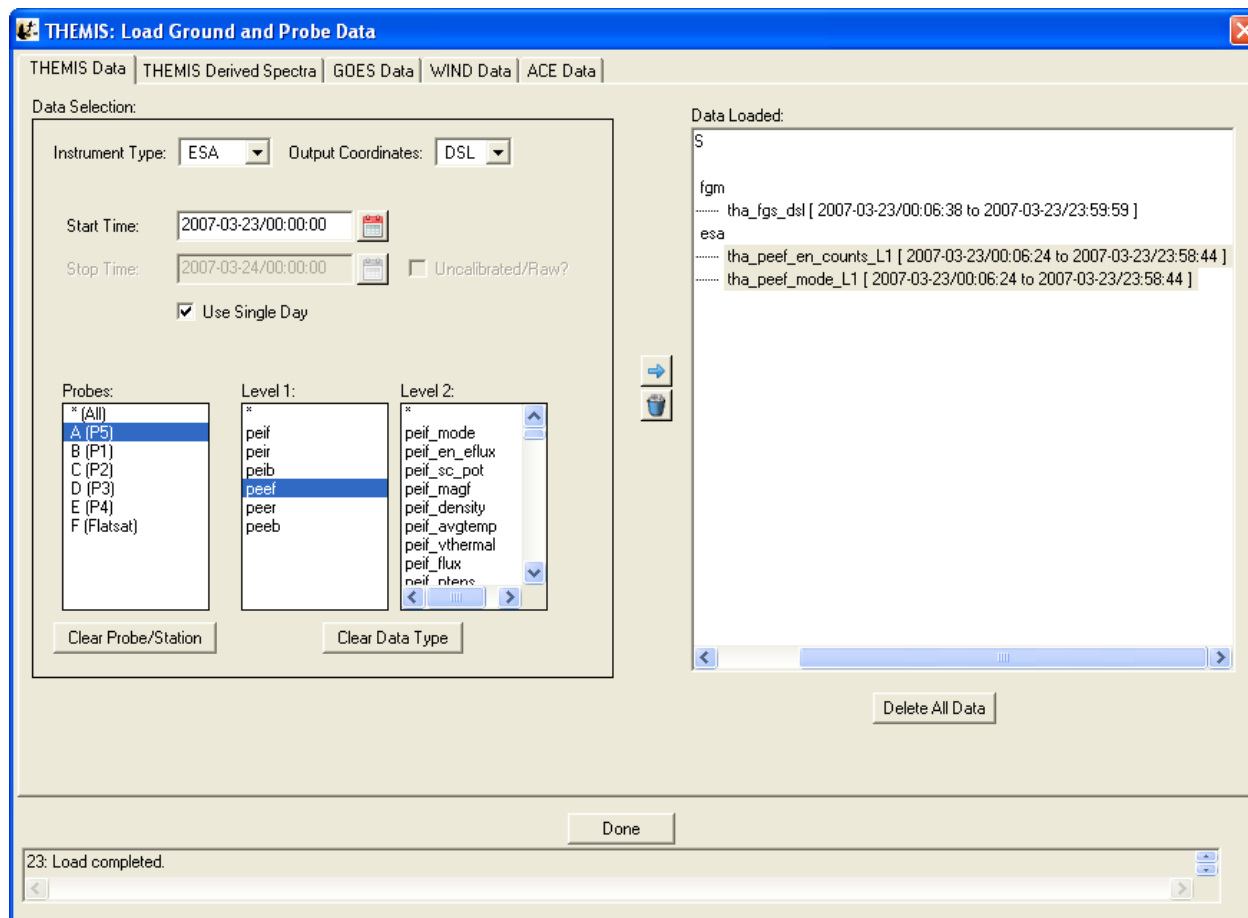 THEMIS: Load Ground and Probe Data
THEMIS Data THEMIS Derived Spectra GOES Data WIND Data ACE Data
Data Selection:
Instrument Type: ESA Output Coordinates: DSL
Start Time: 2007-03-23/00:00:00
Stop Time: 2007-03-24/00:00:00 Uncalibrated/Raw?
Use Single Day
Probes:
* (All)
A (P5)
B (P1)
C (P2)
D (P3)
E (P4)
F (Flatsat)
Level 1:
*
peif
peir
peib
peef
peer
peeb
Level 2:
*
peif_mode
peif_en_eflux
peif_sc_pot
peif_magf
peif_density
peif_avgtemp
peif_vthermal
peif_flux
peif_ptens
Clear Probe/Station Clear Data Type
Data Loaded:
S
fgm
tha_fgs_dsl [ 2007-03-23/00:06:38 to 2007-03-23/23:59:59 ]
esa
tha_peef_en_counts_L1 [ 2007-03-23/00:06:24 to 2007-03-23/23:58:44 ]
tha_peef_mode_L1 [ 2007-03-23/00:06:24 to 2007-03-23/23:58:44 ]
Delete All Data
Done
23: Load completed.